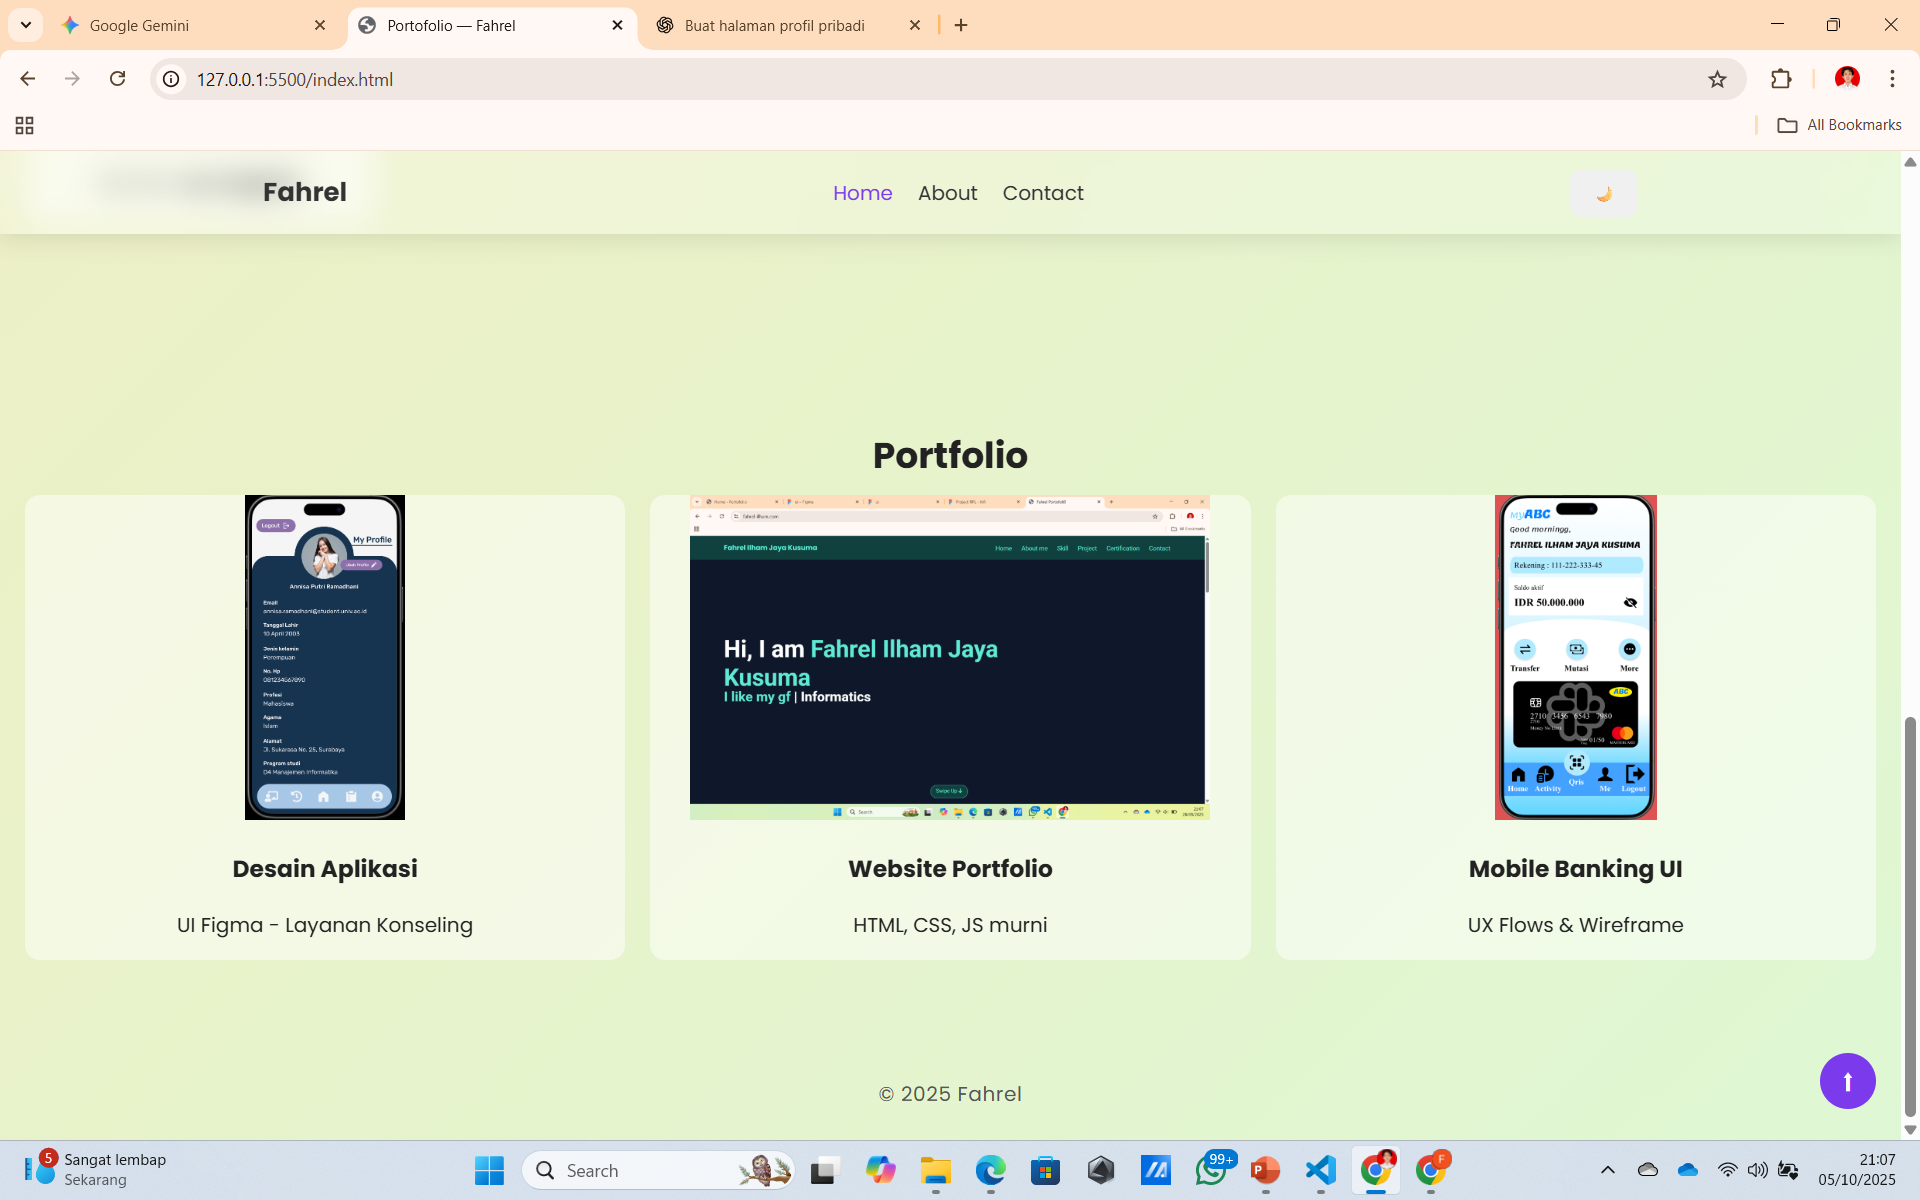 Google Gemini
Portofolio — Fahrel
Buat halaman profil pribadi
127.0.0.1:5500/index.html
All Bookmarks
Fahrel
Home
About
Contact
Portfolio
Logout
My Profile
Annisa Putri Ramadhani
Email
annisa.ramadhani@student.univ.ac.id
Tanggal Lahir
10 April 2003
Jenis kelamin
Perempuan
No. Hp
081234567890
Profesi
Mahasiswa
Agama
Islam
Alamat
Jl. Sukarasa No. 25, Surabaya
Program studi
D4 Manajemen Informatika
Desain Aplikasi
UI Figma - Layanan Konseling
Fahrel Ilham Jaya Kusuma
Home
About me
Skill
Project
Certification
Contact
Hi, I am Fahrel Ilham Jaya
Kusuma
I like my gf | Informatics
Swipe Up
Search
Website Portfolio
HTML, CSS, JS murni
myABC
Good morningg,
FAHREL ILHAM JAYA KUSUMA
Rekening : 111-222-333-45
Saldo aktif
IDR 50.000.000
Transfer
Mutasi
More
ABC
2710 3456 6543 7980
01/50
Home
Activity
Qris
Me
Logout
Mobile Banking UI
UX Flows & Wireframe
© 2025 Fahrel
5
Sangat lembap
Sekarang
Search
99+
F
21:07
05/10/2025